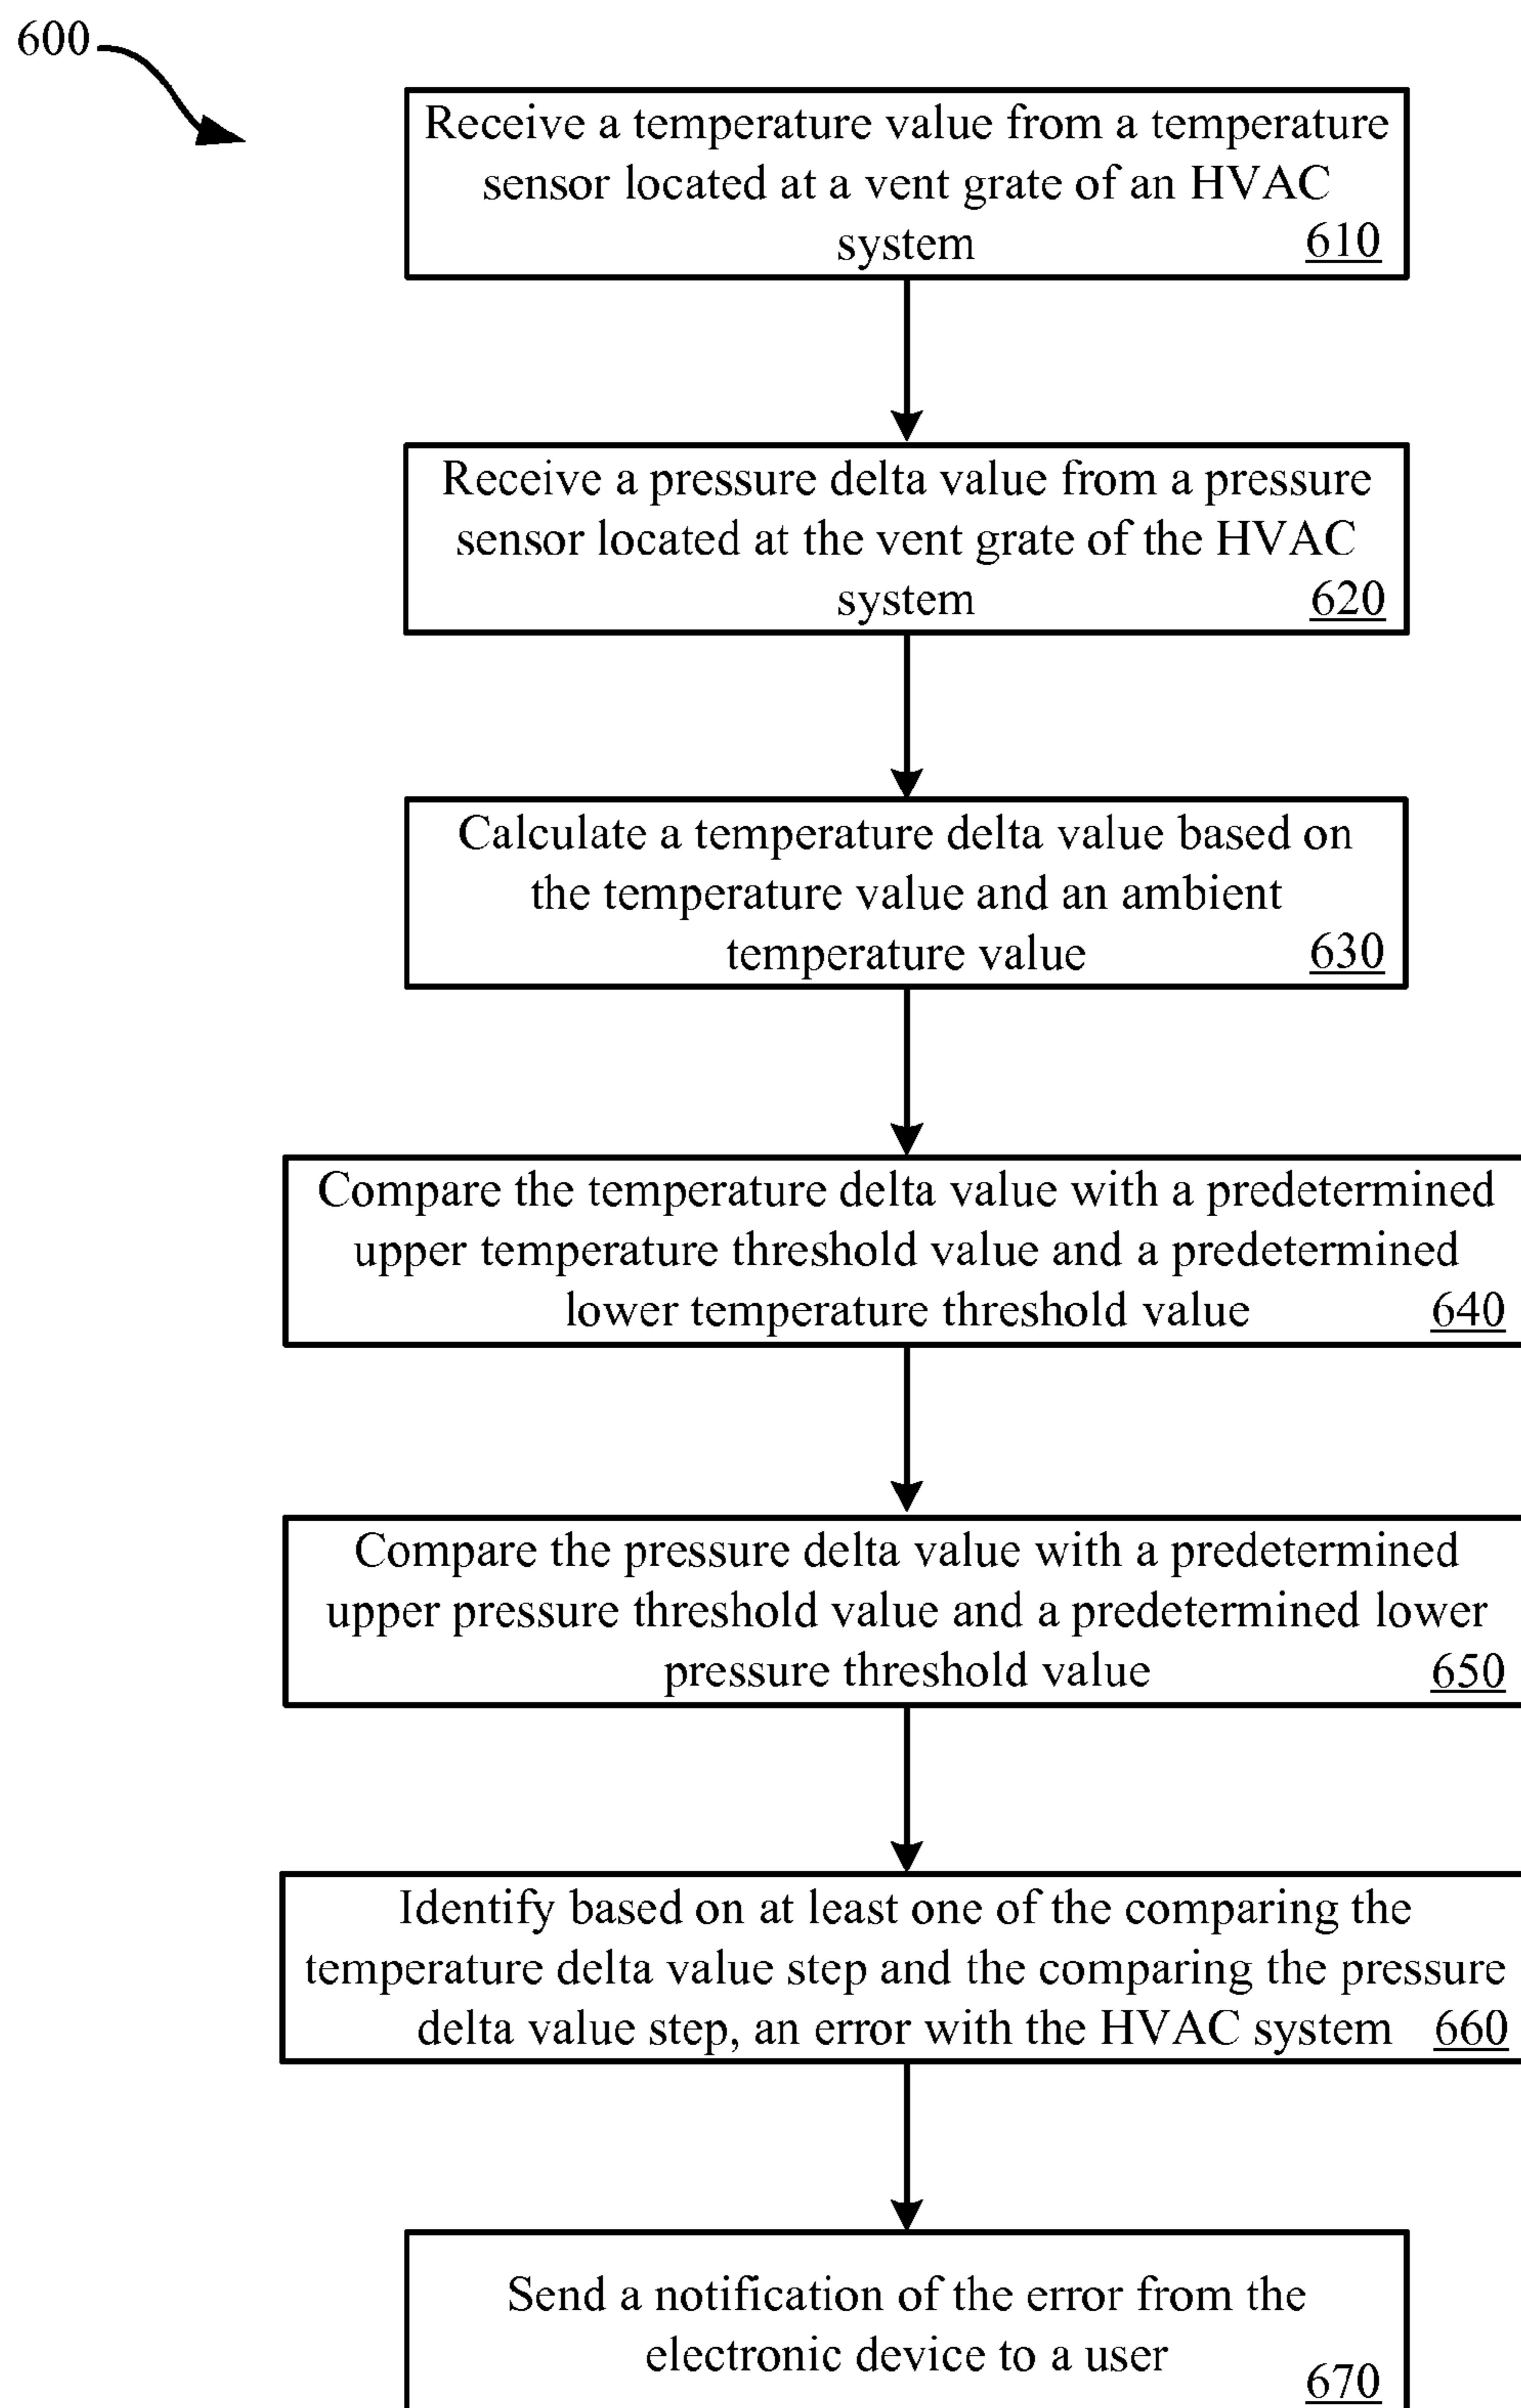 600
Receive a temperature value from a temperature
sensor located at a vent grate of an HVAC
system 610
Receive a pressure delta value from a pressure
sensor located at the vent grate of the HVAC
system 620
Calculate a temperature delta value based on
the temperature value and an ambient
temperature value 630
Compare the temperature delta value with a predetermined
upper temperature threshold value and a predetermined
lower temperature threshold value 640
Compare the pressure delta value with a predetermined
upper pressure threshold value and a predetermined lower
pressure threshold value 650
Identify based on at least one of the comparing the
temperature delta value step and the comparing the pressure
delta value step, an error with the HVAC system 660
Send a notification of the error from the
electronic device to a user
670